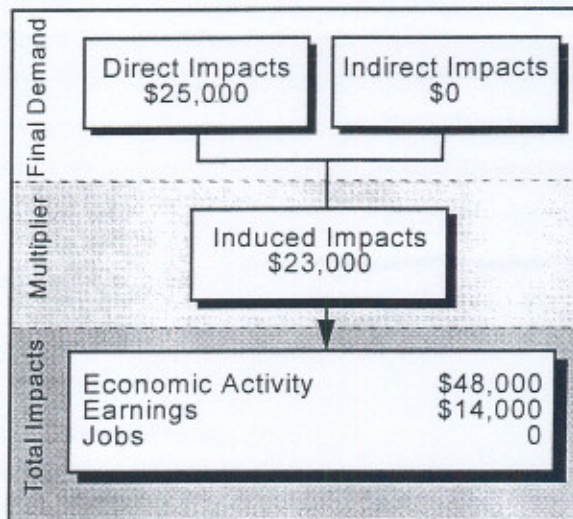 Final Demand
Direct Impacts
$25,000
Indirect Impacts
$0
Multiplier
Induced Impacts
$23,000
Total Impacts
Economic Activity $48,000
Earnings $14,000
Jobs 0